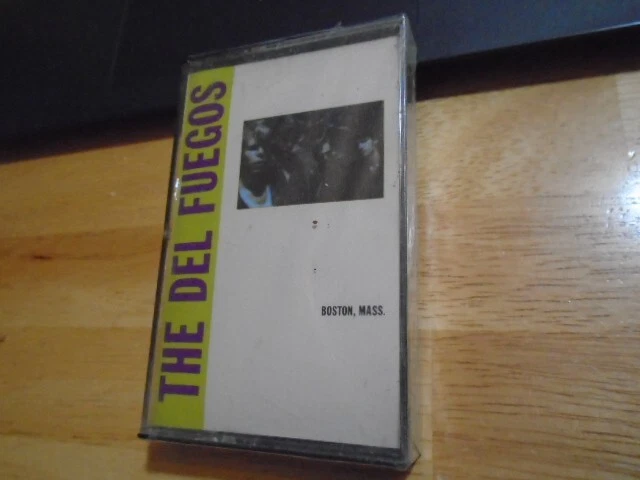 THE DEL FUEGOS
BOSTON, MASS.